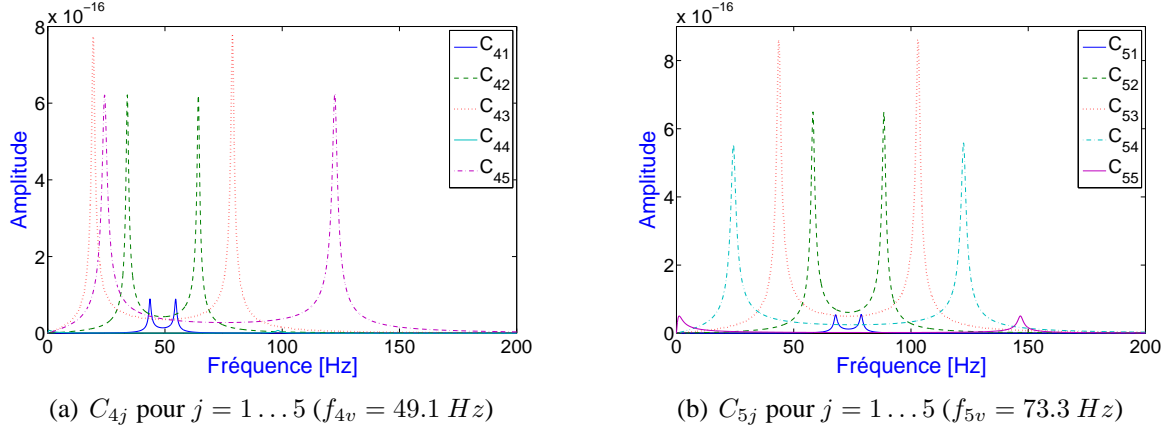 x 10⁻¹⁶
8
6
4
2
0
Amplitude
0 50 100 150 200
Fréquence [Hz]
C₄₁
C₄₂
C₄₃
C₄₄
C₄₅
(a) C₄ⱼ pour j = 1 . . . 5 (f₄ᵥ = 49.1 Hz)
x 10⁻¹⁶
8
6
4
2
0
Amplitude
0 50 100 150 200
Fréquence [Hz]
C₅₁
C₅₂
C₅₃
C₅₄
C₅₅
(b) C₅ⱼ pour j = 1 . . . 5 (f₅ᵥ = 73.3 Hz)